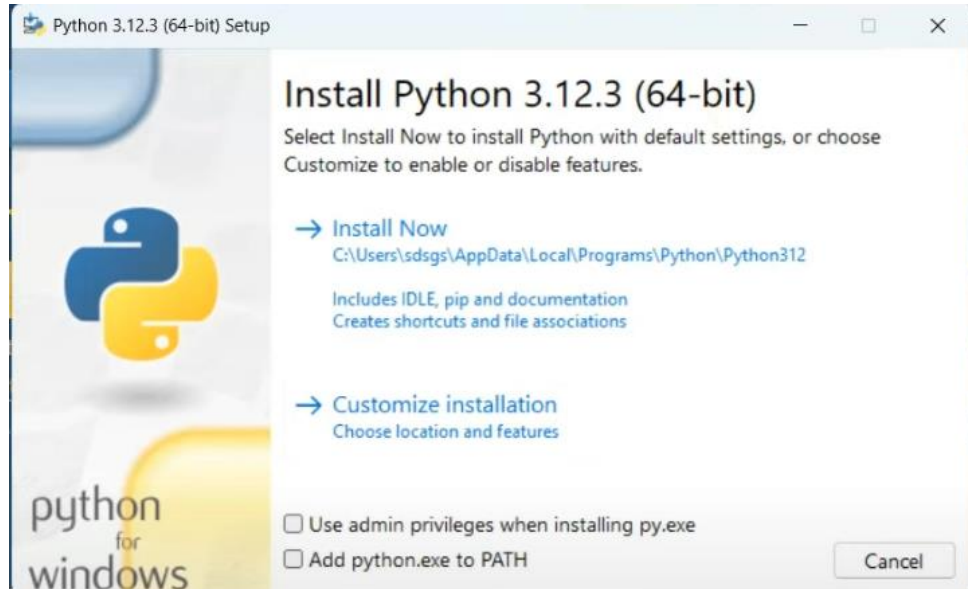 Python 3.12.3 (64-bit) Setup
Install Python 3.12.3 (64-bit)
Select Install Now to install Python with default settings, or choose
Customize to enable or disable features.
Install Now
C:\Users\sdsgs\AppData\Local\Programs\Python\Python312
Includes IDLE, pip and documentation
Creates shortcuts and file associations
Customize installation
Choose location and features
python
for
windows
Use admin privileges when installing py.exe
Add python.exe to PATH
Cancel